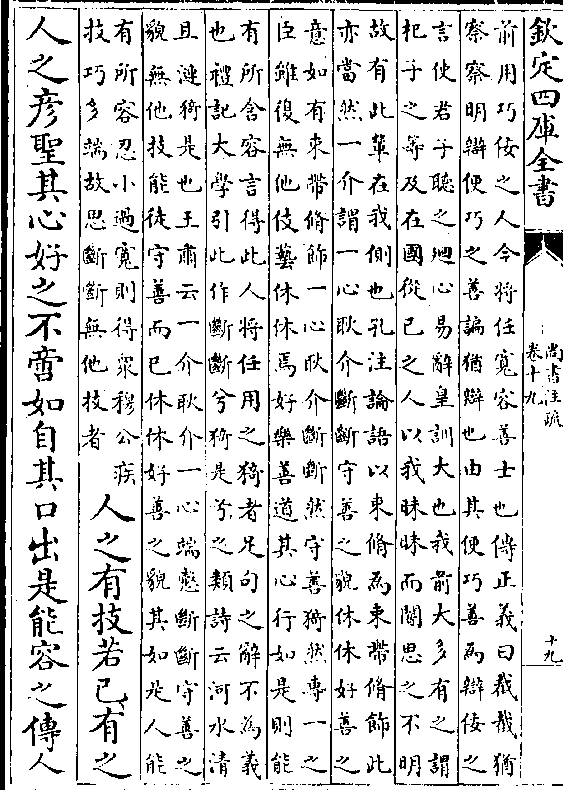 欽定四庫全書
尚書注疏
卷十九
十九
前用巧佞之人今將任寬容善士也傳正義曰截截猶
察察明辯便巧之善諞猶辯也由其便巧善為辯佞之
言使君子聽之迴心易辭皇訓大也我前大多有之謂
杞子之等及在國從已之人以我昧昧而闇思之不明
故有此輩在我側也孔注論語以束脩為束帶脩飾此
亦當然一介謂一心耿介斷斷守善之貌休休好善之
意如有束帶脩飾一心耿介斷斷然守善猗然專一之
臣雖復無他伎藝休休焉好樂善道其心行如是則能
有所含容言得此人將任用之猗者足句之辭不為義
也禮記大學引此作斷斷兮猗是兮之類詩云河水清
且漣猗是也王肅云一介耿介一心端愨斷斷守善之
貌無他技能徒守善而已休休好善之貌其如是人能
有所容忍小過寬則得衆穆公疾
技巧多端故思斷斷無他技者
人之有技若已有之
人之彥聖其心好之不啻如自其口出是能容之傳人